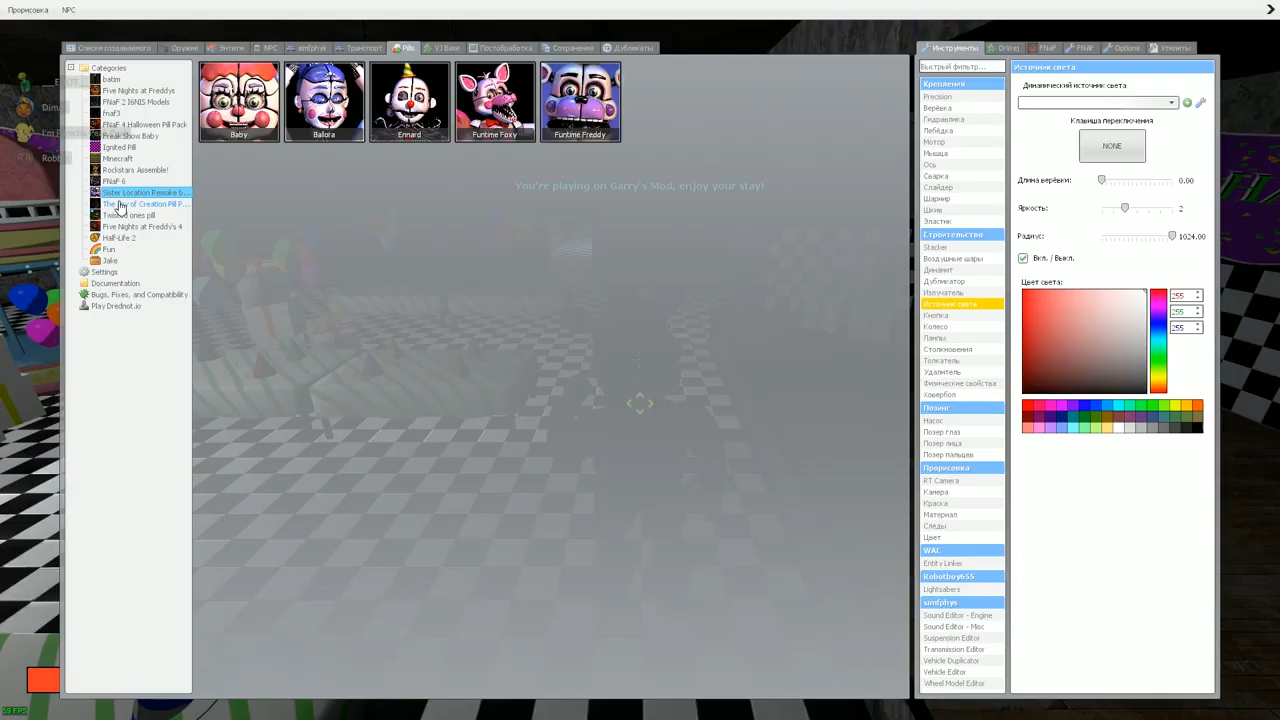 Прорисовка NPC
Списки создаваемого Оружие Энтити NPC simfphys Транспорт Pills VJ Base Постобработка Сохранения Дубликаты
Инструменты FNaF FNAF Options Утилиты
Categories
batim
Five Nights at Freddys
FNaF 2 IGNIS Models
fnaf3
FNaF 4 Halloween Pill Pack
Freak Show Baby
Ignited Pill
Minecraft
Rockstars Assemble!
FNaF 6
Sister Location Remake b...
The Joy of Creation Pill P...
Twisted ones pill
Five Nights at Freddy's 4
Half-Life 2
Fun
Jake
Settings
Documentation
Bugs, Fixes, and Compatibility
Play Drednot.io
Baby
Ballora
Ennard
Funtime Foxy
Funtime Freddy
You're playing on Garry's Mod, enjoy your stay!
Быстрый фильтр...
Крепления
Precision
Верёвка
Гидравлика
Лебёдка
Мотор
Мышца
Ось
Сварка
Слайдер
Шарнир
Шкив
Эластик
Строительство
Stacker
Воздушные шары
Динамит
Дубликатор
Излучатель
Источник света
Кнопка
Колесо
Лампы
Столкновения
Толкатель
Удалитель
Физические свойства
Ховербол
Позинг
Насос
Позер глаз
Позер лица
Позер пальцев
Прорисовка
RT Camera
Камера
Краска
Материал
Следы
Цвет
WAC
Entity Linker
Robotboy655
Lightsabers
simfphys
Sound Editor - Engine
Sound Editor - Misc
Suspension Editor
Transmission Editor
Vehicle Duplicator
Vehicle Editor
Wheel Model Editor
Источник света
Динамический источник света
Клавиша переключения
NONE
Длина верёвки: 0.00
Яркость: 2
Радиус: 1024.00
Вкл. / Выкл.
Цвет света:
255
255
255
59 FPS